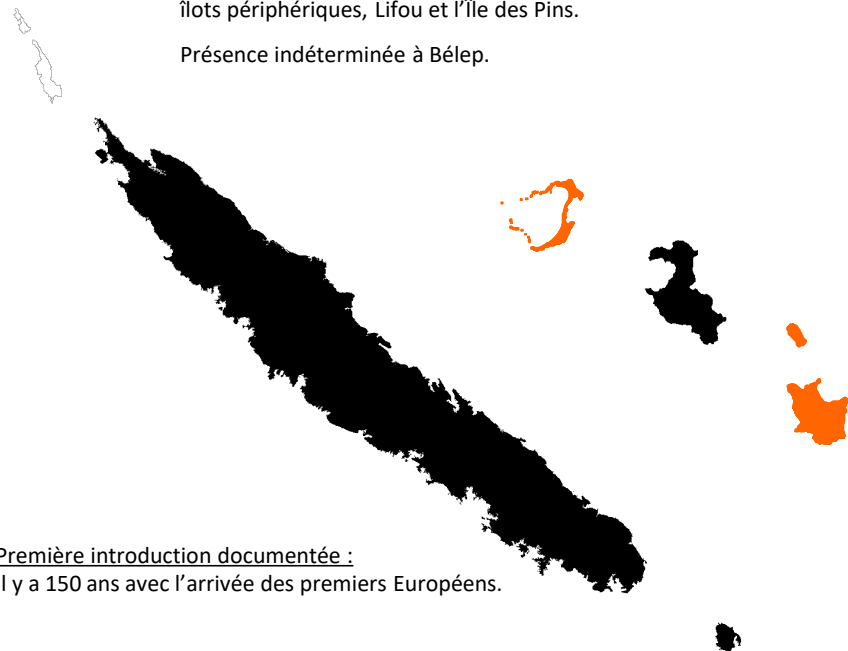 îlots périphériques, Lifou et l’Île des Pins.
Présence indéterminée à Bélep.
Première introduction documentée :
Il y a 150 ans avec l’arrivée des premiers Européens.